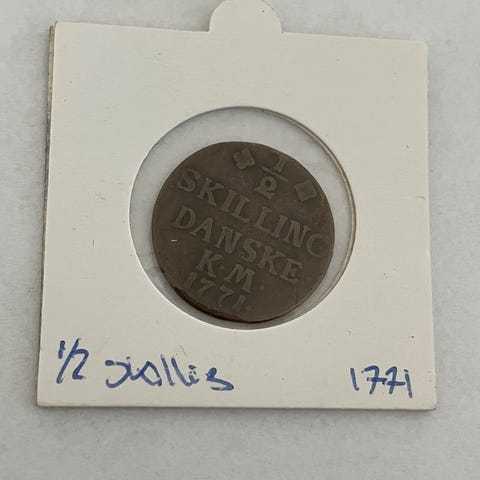 1/2
SKILLING
DANSKE
K·M·
1771.
1/2 skilling 1771